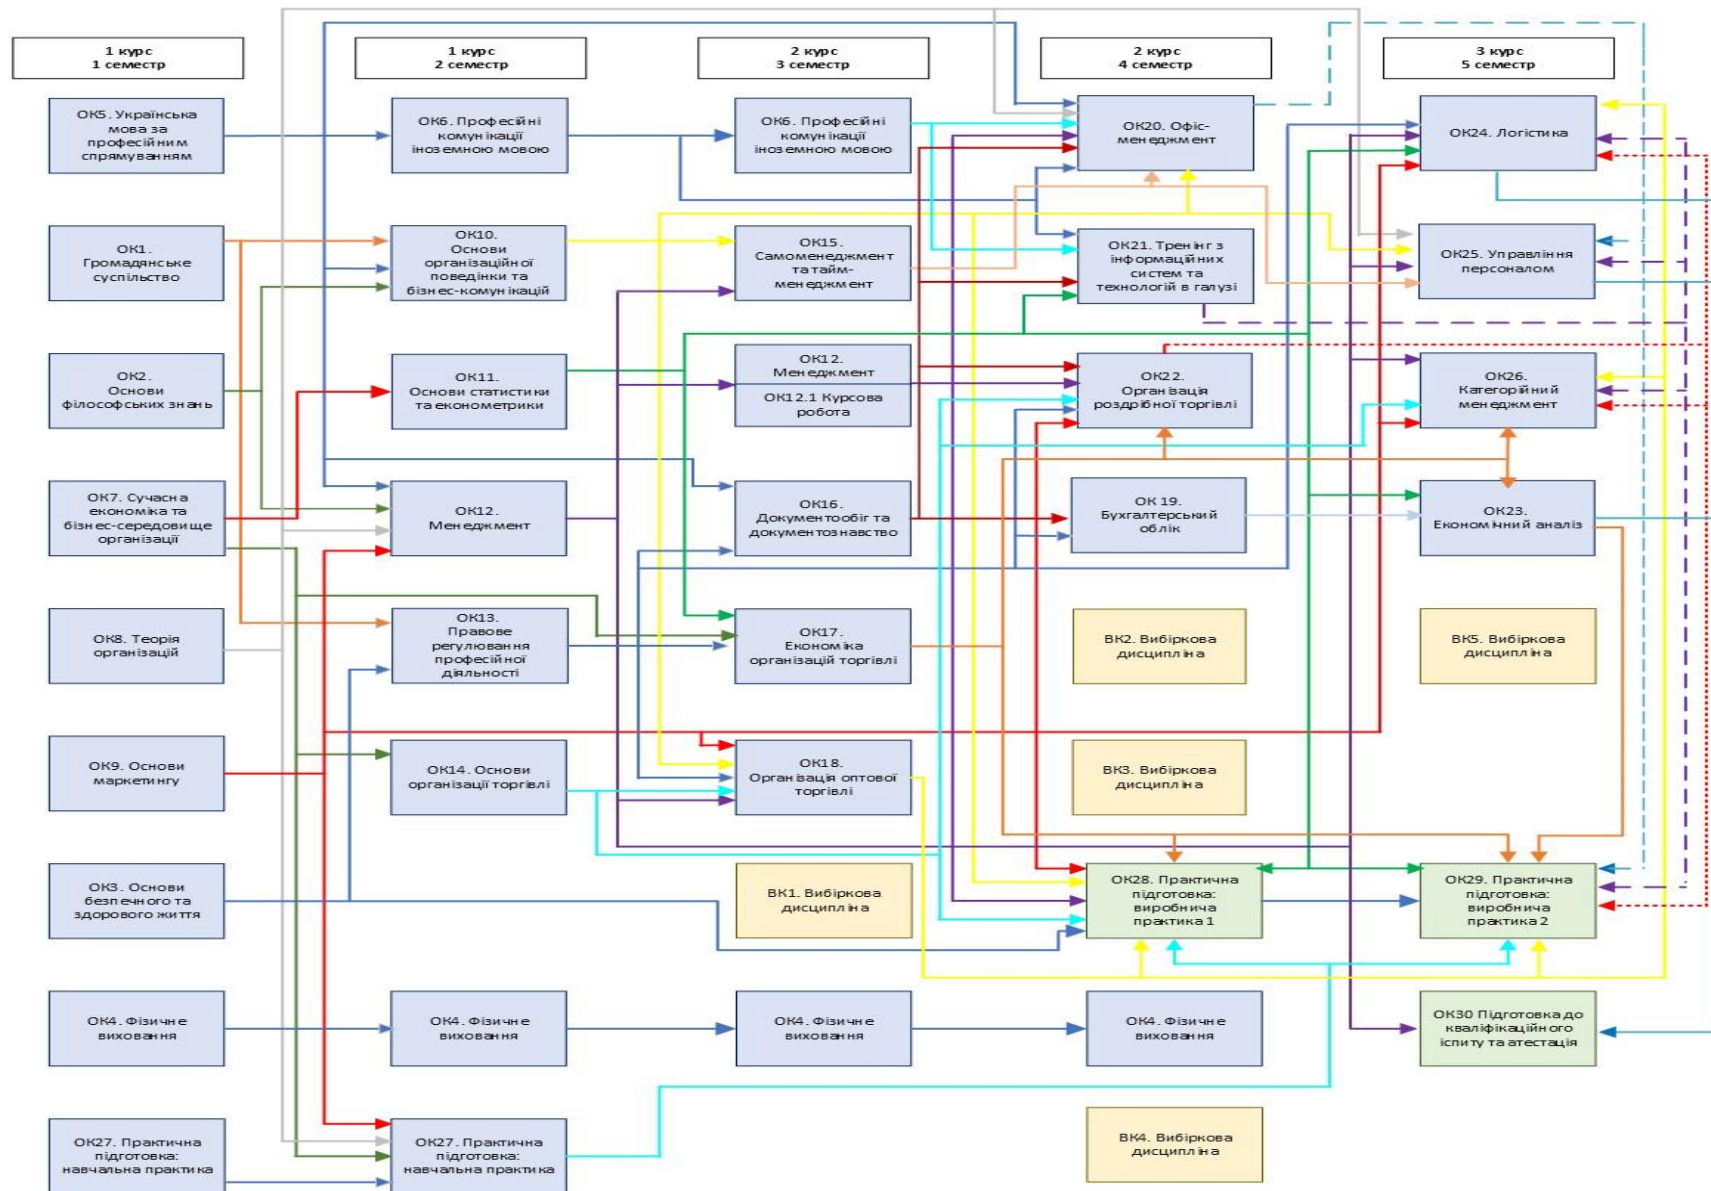 1 курс
1 семестр
1 курс
2 семестр
2 курс
3 семестр
2 курс
4 семестр
3 курс
5 семестр
ОК5. Українська
мова за
професійним
спрямуванням
ОК6. Професійні
комунікації
іноземною мовою
ОК6. Професійні
комунікації
іноземною мовою
ОК20. Офіс-
менеджмент
ОК24. Логістика
ОК1.
Громадянське
суспільство
ОК10.
Основи
організаційної
поведінки та
бізнес-комунікацій
ОК15.
Самоменеджмент
та тайм-
менеджмент
ОК21. Тренінг з
інформаційних
систем та
технологій в галузі
ОК25. Управління
персоналом
ОК2.
Основи
філософських знань
ОК11.
Основи статистики
та економетрики
ОК12.
Менеджмент
ОК12.1 Курсова
робота
ОК22.
Організація
роздрібної торгівлі
ОК26.
Категорійний
менеджмент
ОК7. Сучасна
економіка та
бізнес-середовище
організації
ОК12.
Менеджмент
ОК16.
Документообіг та
документознавство
ОК 19.
Бухгалтерський
облік
ОК23.
Економічний аналіз
ОК8. Теорія
організацій
ОК13.
Правове
регулювання
професійної
діяльності
ОК17.
Економіка
організацій торгівлі
ВК2. Вибіркова
дисципліна
ВК5. Вибіркова
дисципліна
ОК9. Основи
маркетингу
ОК14. Основи
організації торгівлі
ОК18.
Організація оптової
торгівлі
ВК3. Вибіркова
дисципліна
ОК3. Основи
безпечного та
здорового життя
ВК1. Вибіркова
дисципліна
ОК28. Практична
підготовка:
виробнича
практика 1
ОК29. Практична
підготовка:
виробнича
практика 2
ОК4. Фізичне
виховання
ОК4. Фізичне
виховання
ОК4. Фізичне
виховання
ОК4. Фізичне
виховання
ОК30 Підготовка до
кваліфікаційного
іспиту та атестація
ОК27. Практична
підготовка:
навчальна практика
ОК27. Практична
підготовка:
навчальна практика
ВК4. Вибіркова
дисципліна